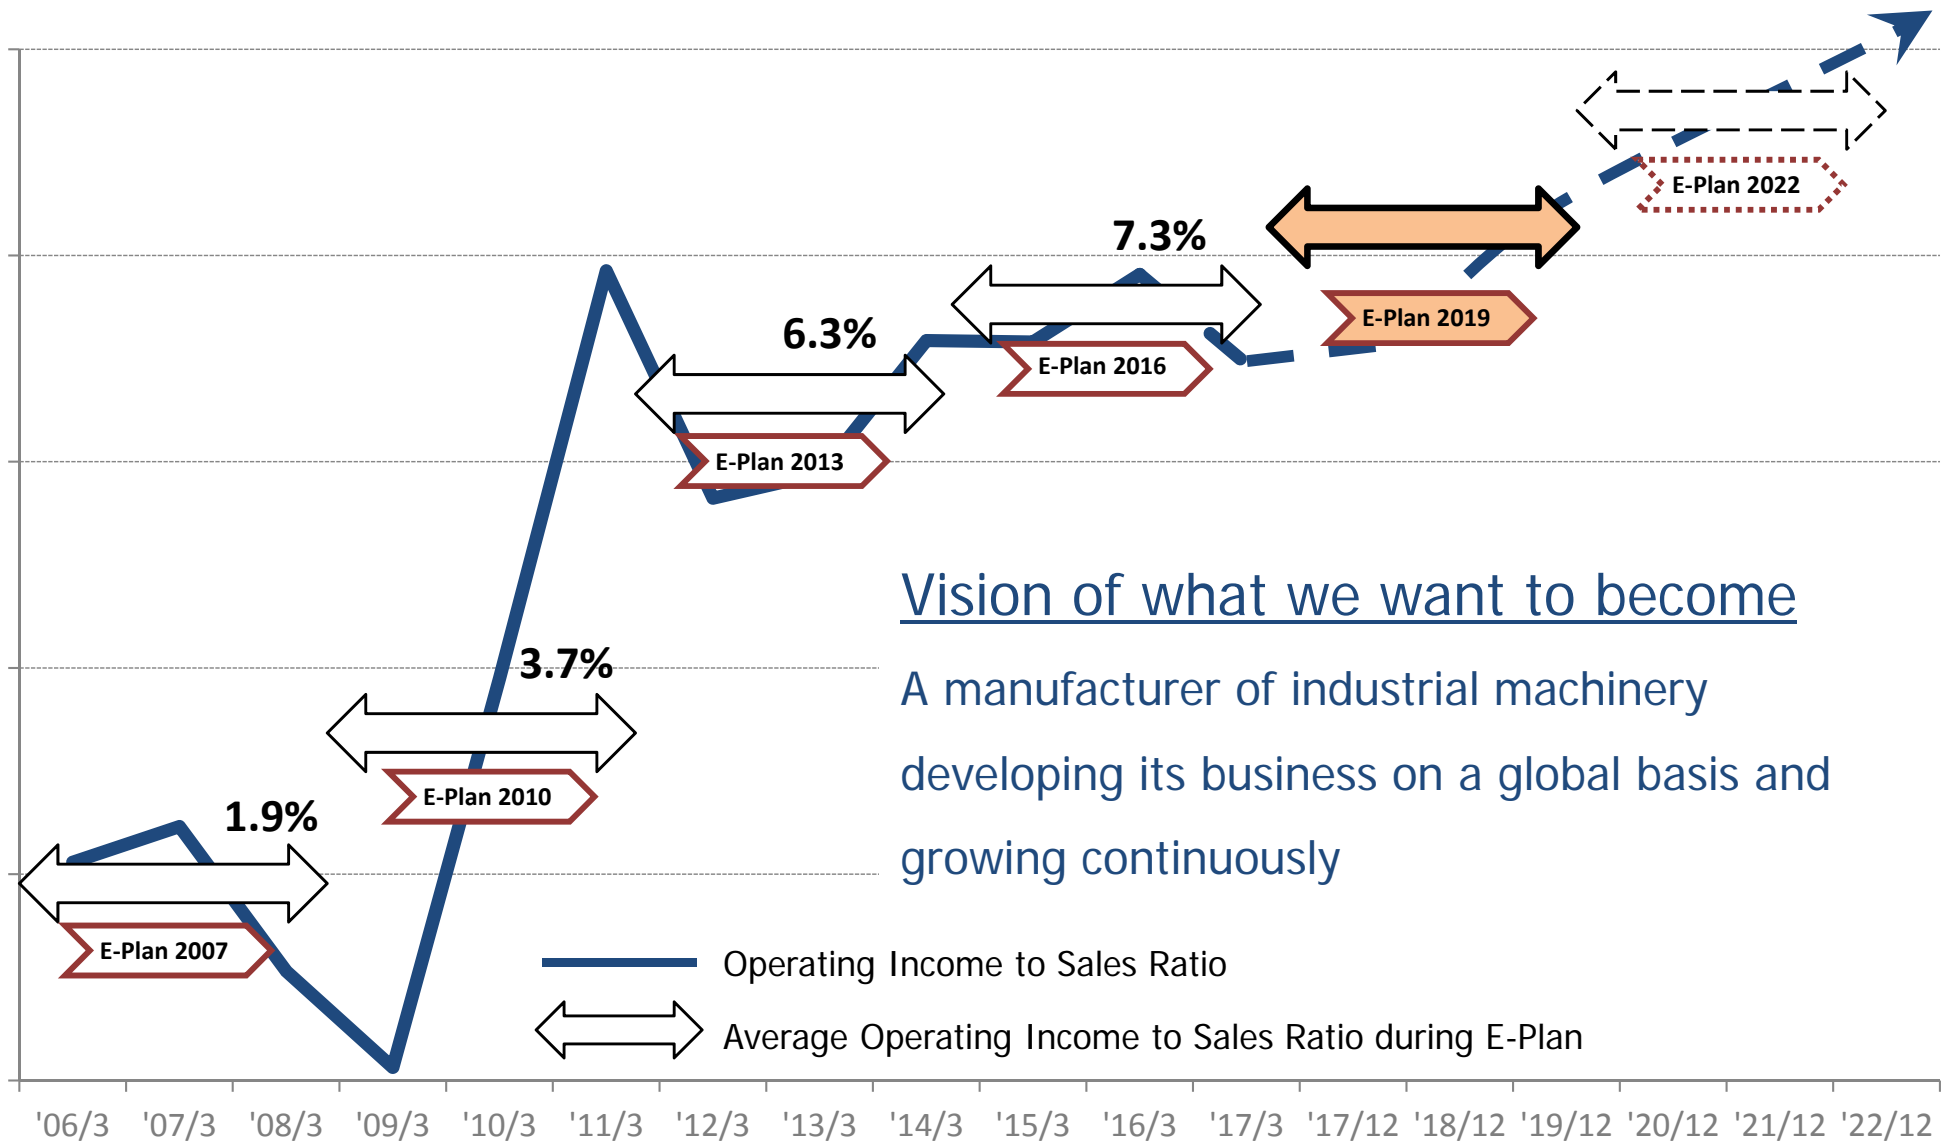 E-Plan 2022
7.3%
E-Plan 2019
6.3%
E-Plan 2016
E-Plan 2013
Vision of what we want to become
A manufacturer of industrial machinery
developing its business on a global basis and
growing continuously
3.7%
E-Plan 2010
1.9%
E-Plan 2007
Operating Income to Sales Ratio
Average Operating Income to Sales Ratio during E-Plan
'06/3 '07/3 '08/3 '09/3 '10/3 '11/3 '12/3 '13/3 '14/3 '15/3 '16/3 '17/3 '17/12 '18/12 '19/12 '20/12 '21/12 '22/12